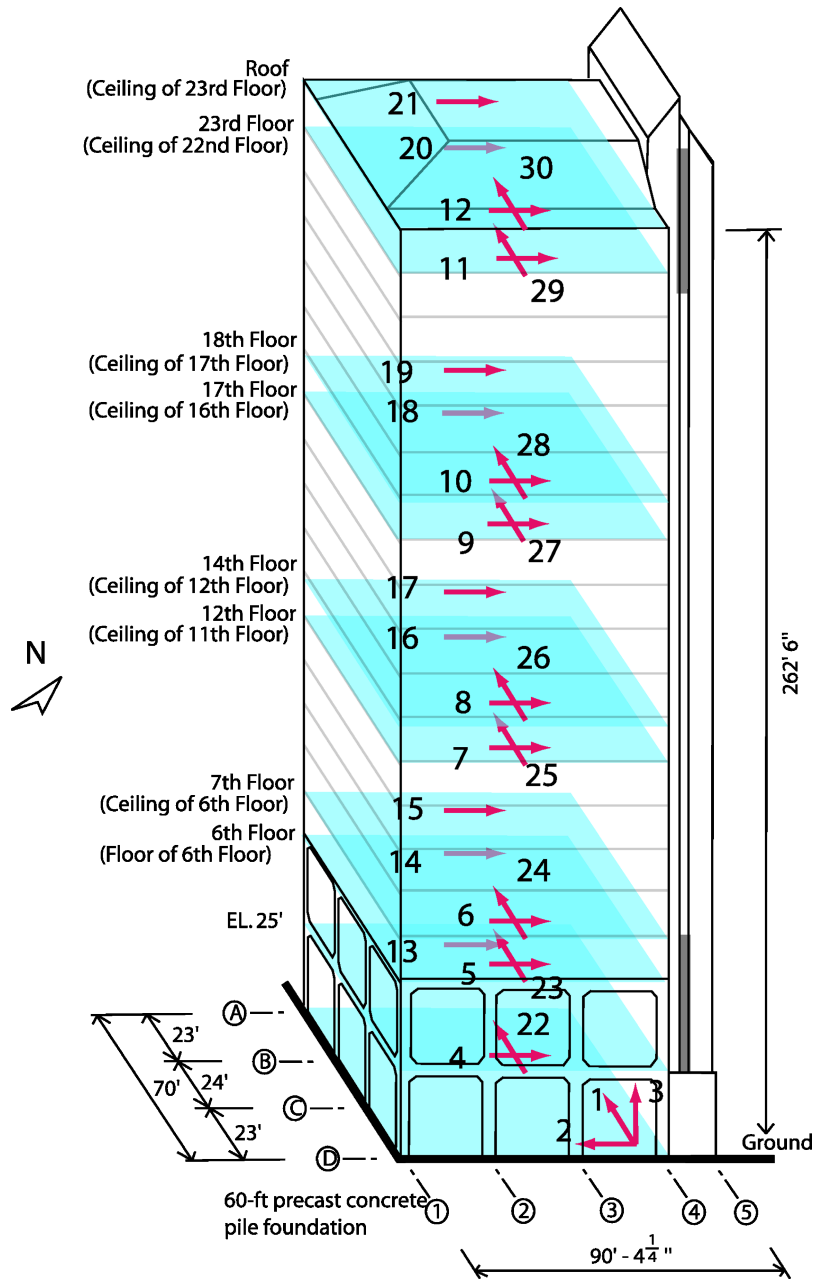 Roof
(Ceiling of 23rd Floor)
21
23rd Floor
(Ceiling of 22nd Floor)
20
30
12
11
29
18th Floor
(Ceiling of 17th Floor)
19
17th Floor
(Ceiling of 16th Floor)
18
28
10
9
27
14th Floor
(Ceiling of 12th Floor)
17
12th Floor
(Ceiling of 11th Floor)
16
26
N
262' 6"
8
7
25
7th Floor
(Ceiling of 6th Floor)
15
6th Floor
(Floor of 6th Floor)
14
24
6
EL. 25'
13
5
23
A
22
23'
4
B
70'
24'
1
3
C
23'
2
Ground
D
60-ft precast concrete
pile foundation
1
2
3
4
5
90' - 4 1/4 "